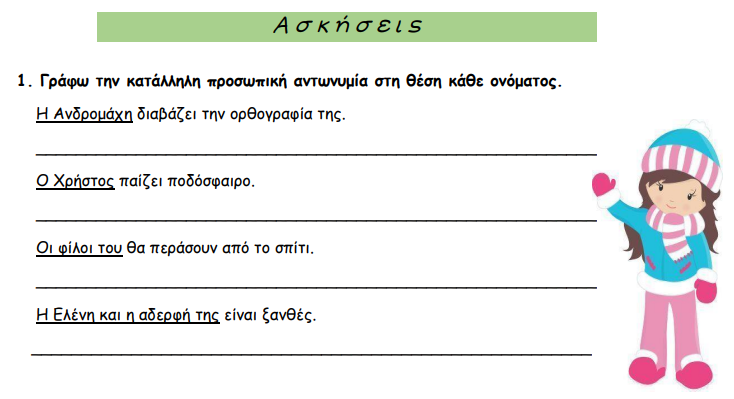 Ασκήσεις
1. Γράφω την κατάλληλη προσωπική αντωνυμία στη θέση κάθε ονόματος.
Η Ανδρομάχη διαβάζει την ορθογραφία της.
Ο Χρήστος παίζει ποδόσφαιρο.
Οι φίλοι του θα περάσουν από το σπίτι.
Η Ελένη και η αδερφή της είναι ξανθές.